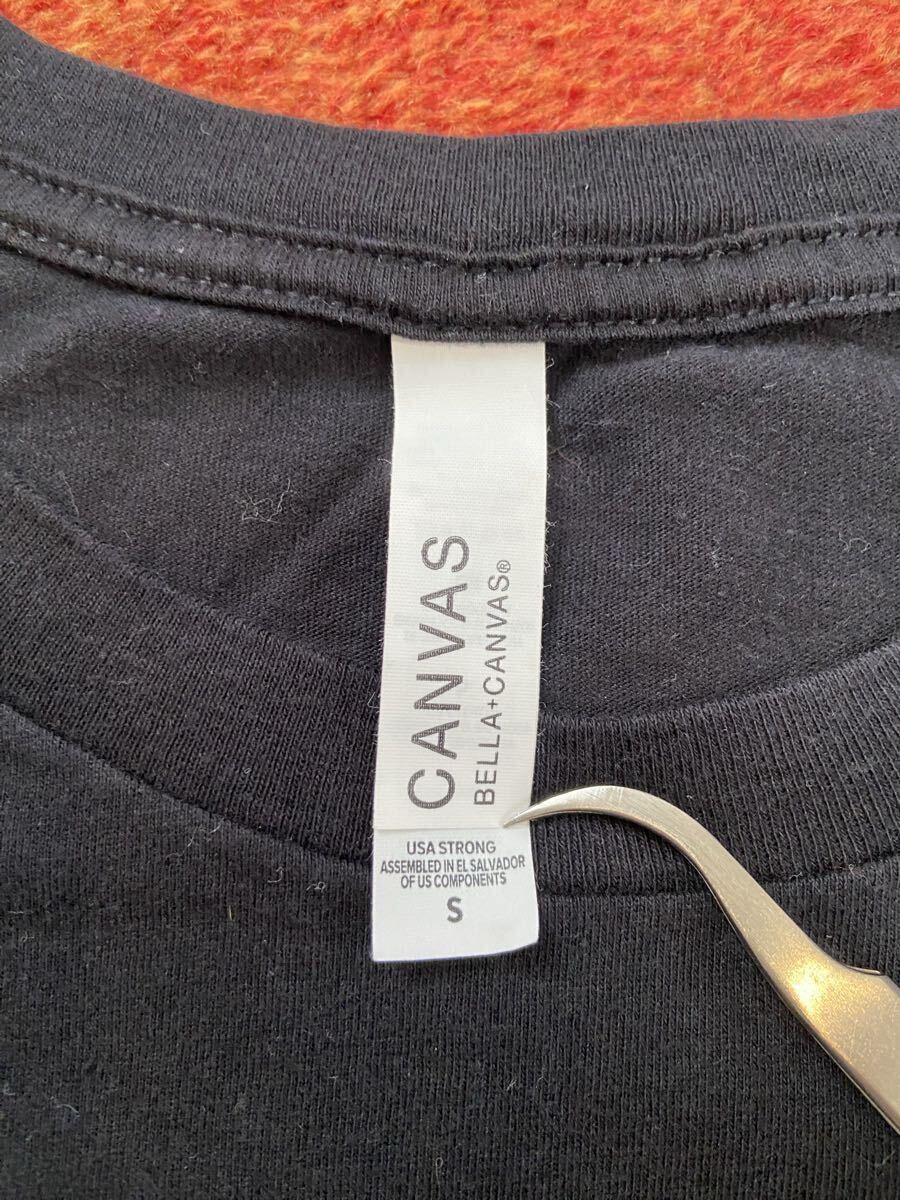 CANVAS
BELLA+CANVAS®
USA STRONG
ASSEMBLED IN EL SALVADOR
OF US COMPONENTS
S